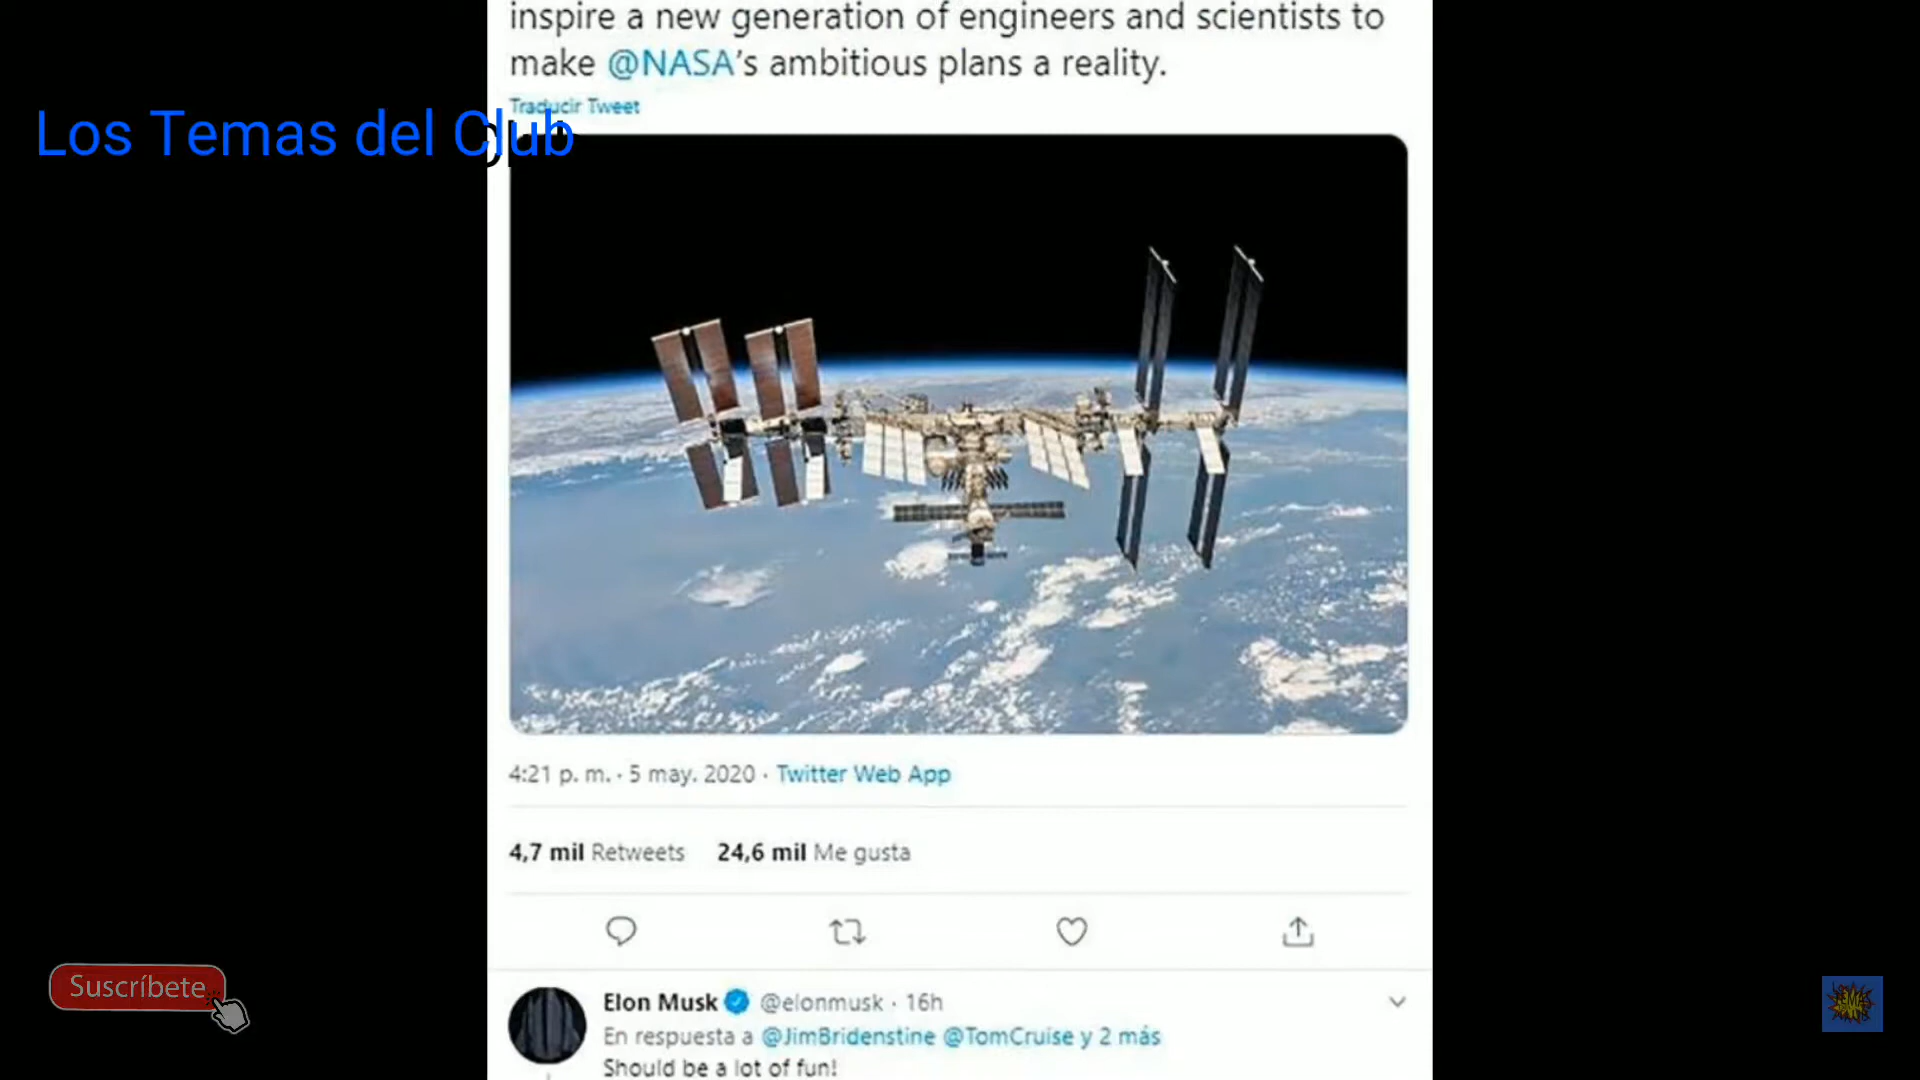 inspire a new generation of engineers and scientists to
make @NASA's ambitious plans a reality.
Traducir Tweet
Los Temas del Club
4:21 p. m. · 5 may. 2020 · Twitter Web App
4,7 mil Retweets 24,6 mil Me gusta
Suscríbete
Elon Musk @elonmusk · 16h
En respuesta a @JimBridenstine @TomCruise y 2 más
Should be a lot of fun!